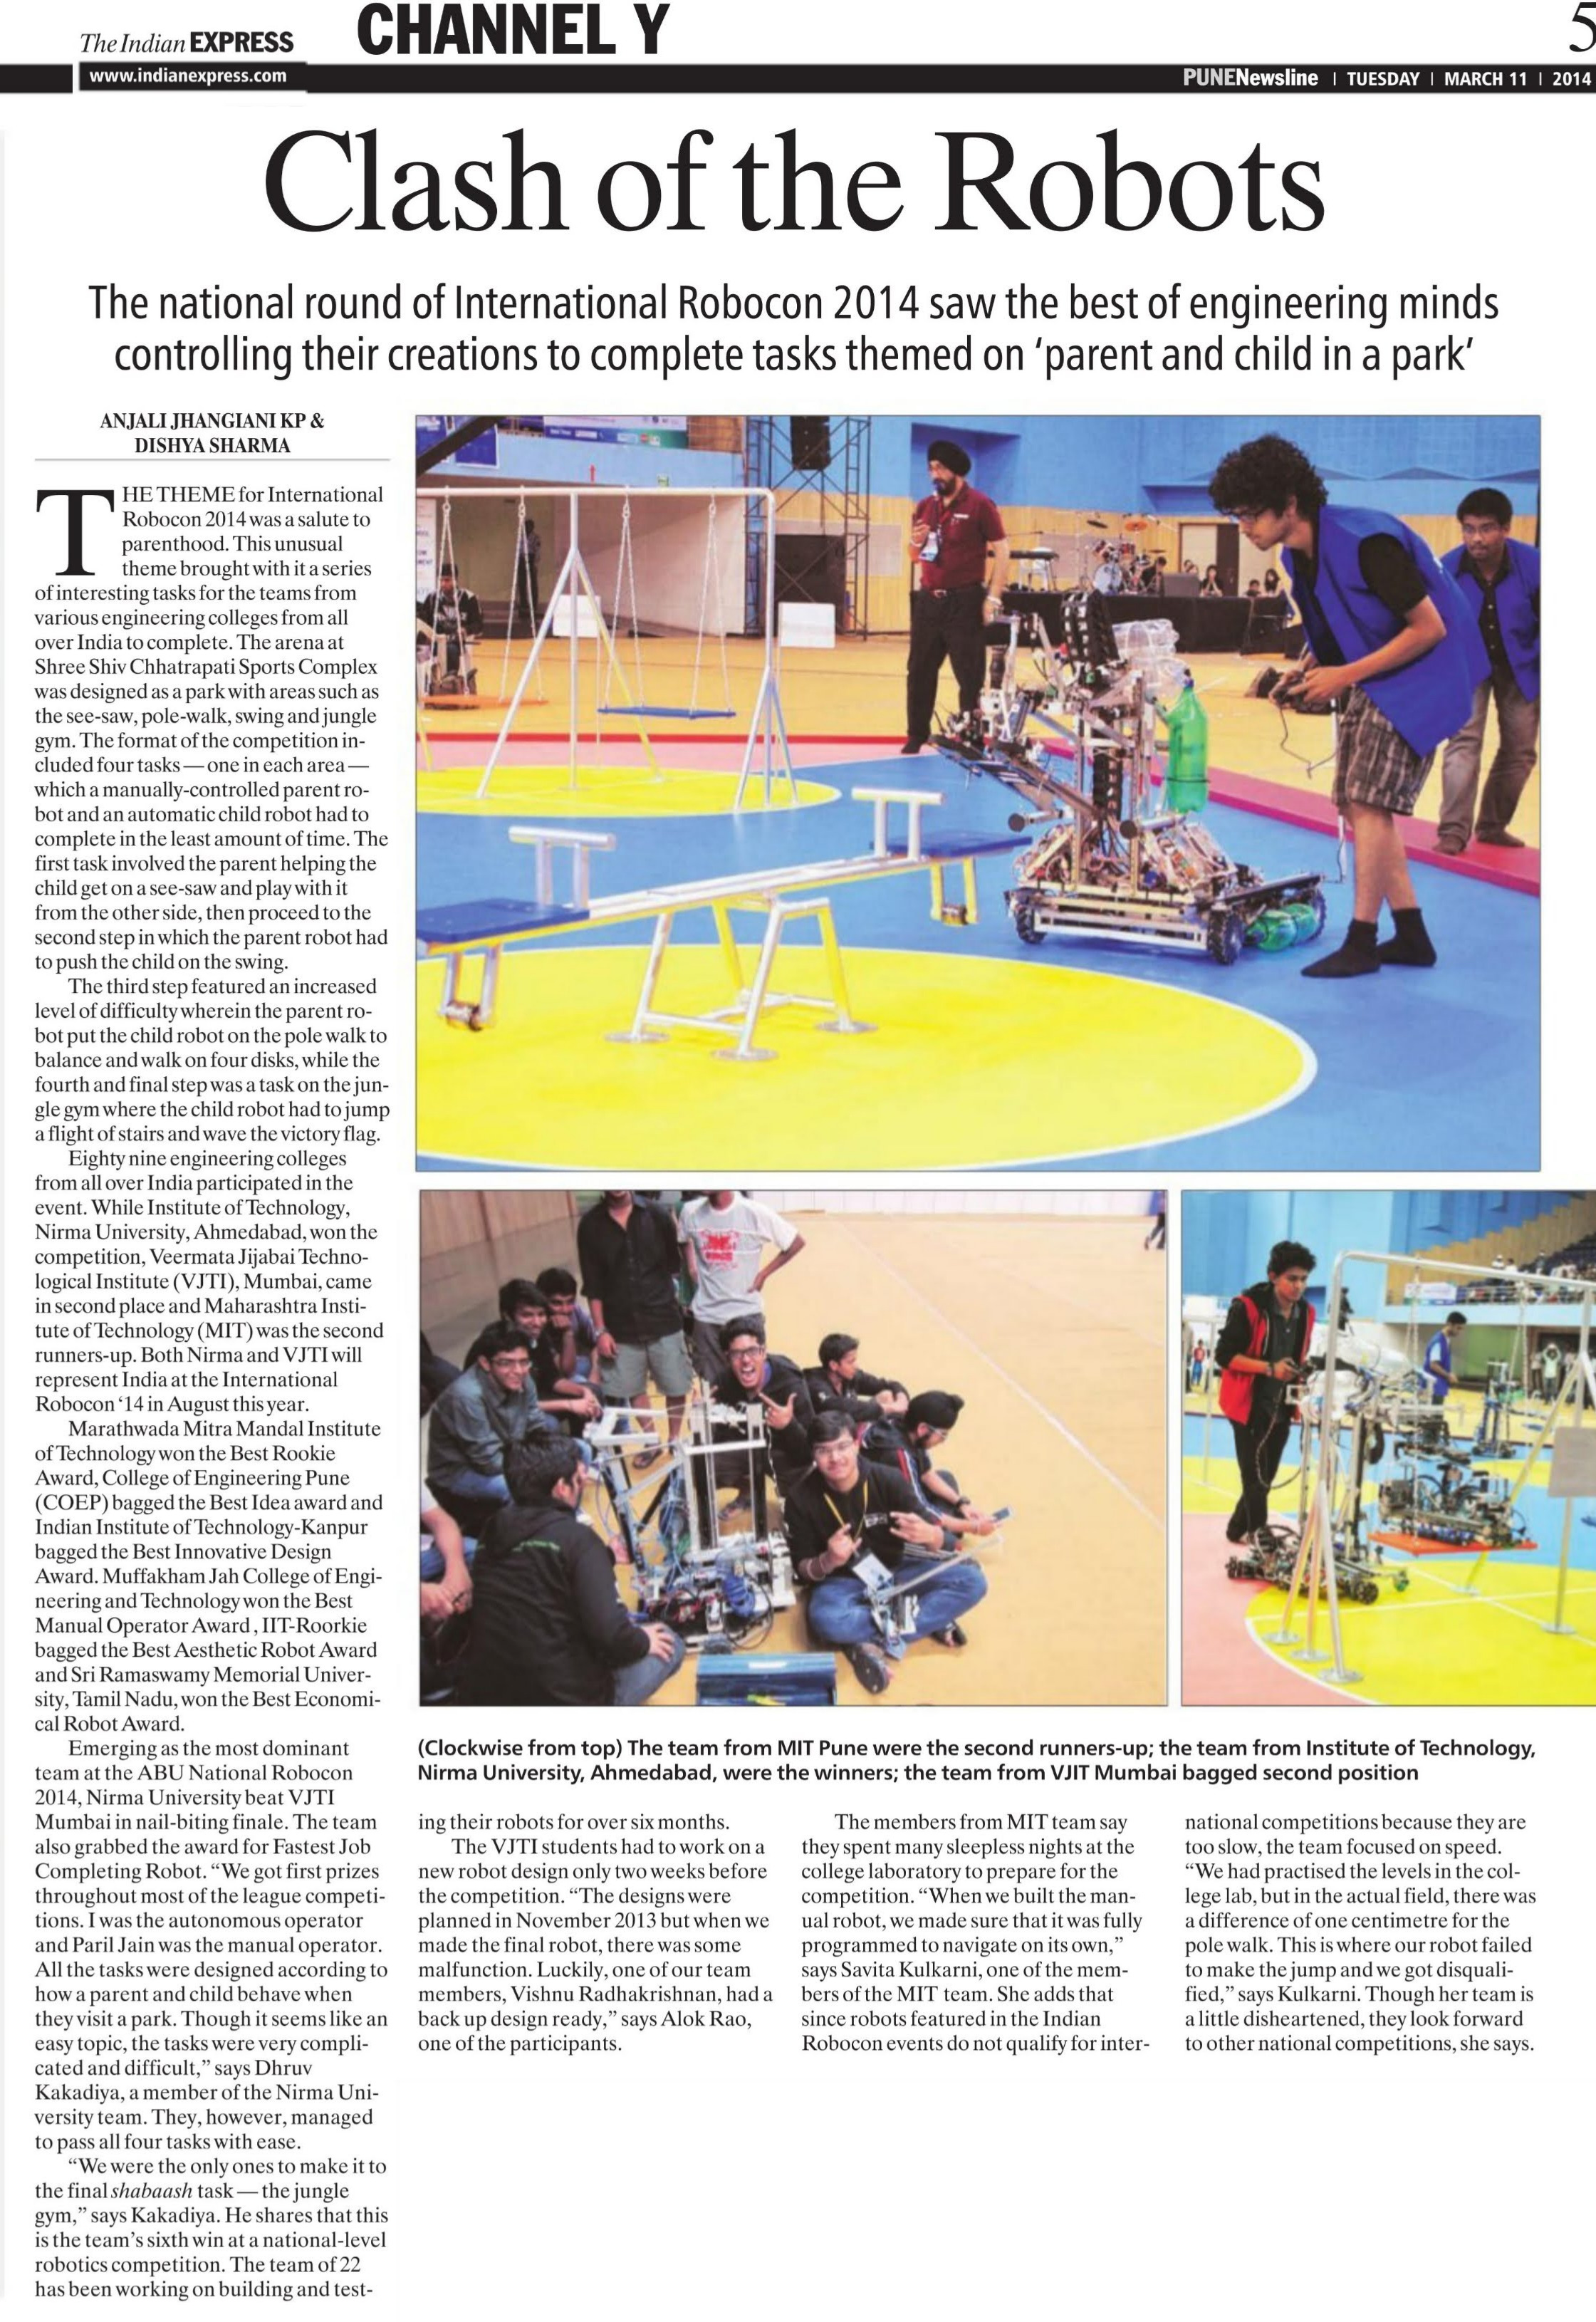 The Indian EXPRESS
CHANNEL Y
5
www.indianexpress.com
PUNENewsline | TUESDAY | MARCH 11 | 2014
Clash of the Robots
The national round of International Robocon 2014 saw the best of engineering minds
controlling their creations to complete tasks themed on ‘parent and child in a park’
ANJALI JHANGIANI KP &
DISHYA SHARMA
THE THEME for International
Robocon 2014 was a salute to
parenthood. This unusual
theme brought with it a series
of interesting tasks for the teams from
various engineering colleges from all
over India to complete. The arena at
Shree Shiv Chhatrapati Sports Complex
was designed as a park with areas such as
the see-saw, pole-walk, swing and jungle
gym. The format of the competition in-
cluded four tasks — one in each area —
which a manually-controlled parent ro-
bot and an automatic child robot had to
complete in the least amount of time. The
first task involved the parent helping the
child get on a see-saw and play with it
from the other side, then proceed to the
second step in which the parent robot had
to push the child on the swing.
The third step featured an increased
level of difficulty wherein the parent ro-
bot put the child robot on the pole walk to
balance and walk on four disks, while the
fourth and final step was a task on the jun-
gle gym where the child robot had to jump
a flight of stairs and wave the victory flag.
Eighty nine engineering colleges
from all over India participated in the
event. While Institute of Technology,
Nirma University, Ahmedabad, won the
competition, Veermata Jijabai Techno-
logical Institute (VJTI), Mumbai, came
in second place and Maharashtra Insti-
tute of Technology (MIT) was the second
runners-up. Both Nirma and VJTI will
represent India at the International
Robocon ‘14 in August this year.
Marathwada Mitra Mandal Institute
of Technology won the Best Rookie
Award, College of Engineering Pune
(COEP) bagged the Best Idea award and
Indian Institute of Technology-Kanpur
bagged the Best Innovative Design
Award. Muffakham Jah College of Engi-
neering and Technology won the Best
Manual Operator Award , IIT-Roorkie
bagged the Best Aesthetic Robot Award
and Sri Ramaswamy Memorial Univer-
sity, Tamil Nadu, won the Best Economi-
cal Robot Award.
Emerging as the most dominant
team at the ABU National Robocon
2014, Nirma University beat VJTI
Mumbai in nail-biting finale. The team
also grabbed the award for Fastest Job
Completing Robot. “We got first prizes
throughout most of the league competi-
tions. I was the autonomous operator
and Paril Jain was the manual operator.
All the tasks were designed according to
how a parent and child behave when
they visit a park. Though it seems like an
easy topic, the tasks were very compli-
cated and difficult,” says Dhruv
Kakadiya, a member of the Nirma Uni-
versity team. They, however, managed
to pass all four tasks with ease.
“We were the only ones to make it to
the final shabaash task — the jungle
gym,” says Kakadiya. He shares that this
is the team’s sixth win at a national-level
robotics competition. The team of 22
has been working on building and test-
(Clockwise from top) The team from MIT Pune were the second runners-up; the team from Institute of Technology,
Nirma University, Ahmedabad, were the winners; the team from VJIT Mumbai bagged second position
ing their robots for over six months.
The VJTI students had to work on a
new robot design only two weeks before
the competition. “The designs were
planned in November 2013 but when we
made the final robot, there was some
malfunction. Luckily, one of our team
members, Vishnu Radhakrishnan, had a
back up design ready,” says Alok Rao,
one of the participants.
The members from MIT team say
they spent many sleepless nights at the
college laboratory to prepare for the
competition. “When we built the man-
ual robot, we made sure that it was fully
programmed to navigate on its own,”
says Savita Kulkarni, one of the mem-
bers of the MIT team. She adds that
since robots featured in the Indian
Robocon events do not qualify for inter-
national competitions because they are
too slow, the team focused on speed.
“We had practised the levels in the col-
lege lab, but in the actual field, there was
a difference of one centimetre for the
pole walk. This is where our robot failed
to make the jump and we got disquali-
fied,” says Kulkarni. Though her team is
a little disheartened, they look forward
to other national competitions, she says.